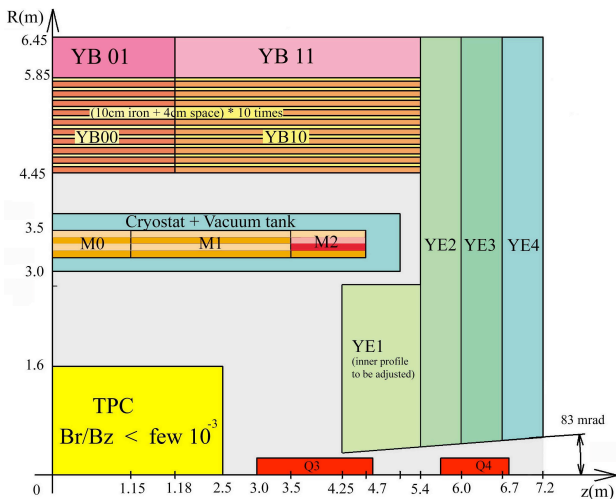 R(m)
6.45
YB 01
YB 11
5.85
(10cm iron + 4cm space) * 10 times
YB00
YB10
4.45
3.5
Cryostat + Vacuum tank
M0
M1
M2
YE2
YE3
YE4
3.0
YE1
(inner profile
to be adjusted)
1.6
TPC
Br/Bz < few 10-3
83 mrad
Q3
Q4
0
1.15
1.18
2.5
3.0
3.5
4.25
4.7
5.4
6.0
6.7
7.2
z(m)